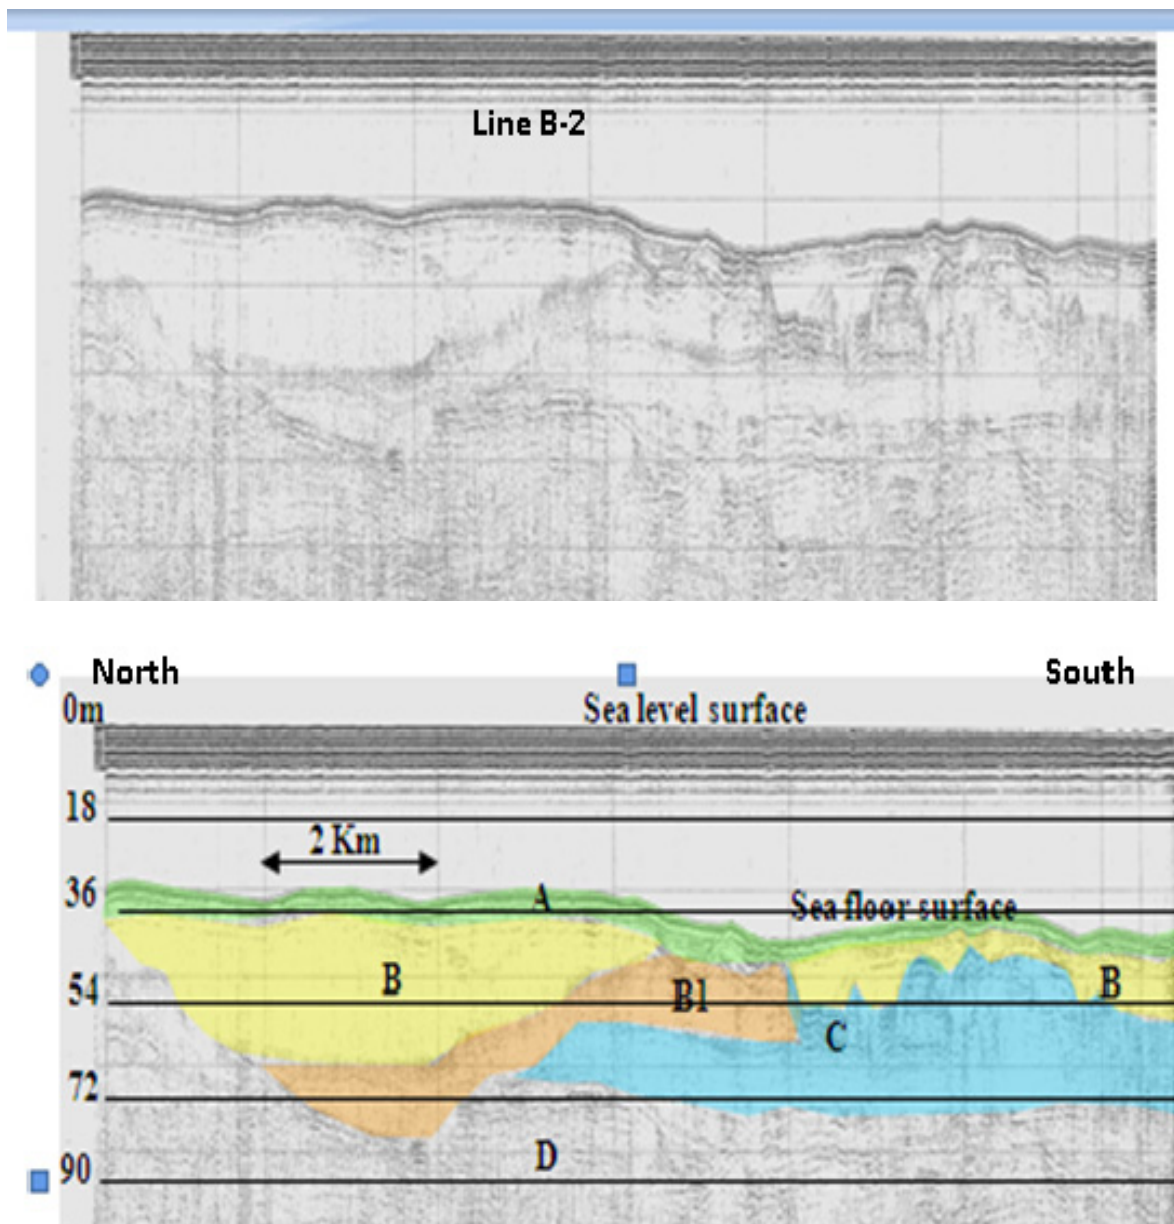 Line B-2
North
South
0m
Sea level surface
18
2 Km
36
A
Sea floor surface
B
54
B1
B
C
72
D
90